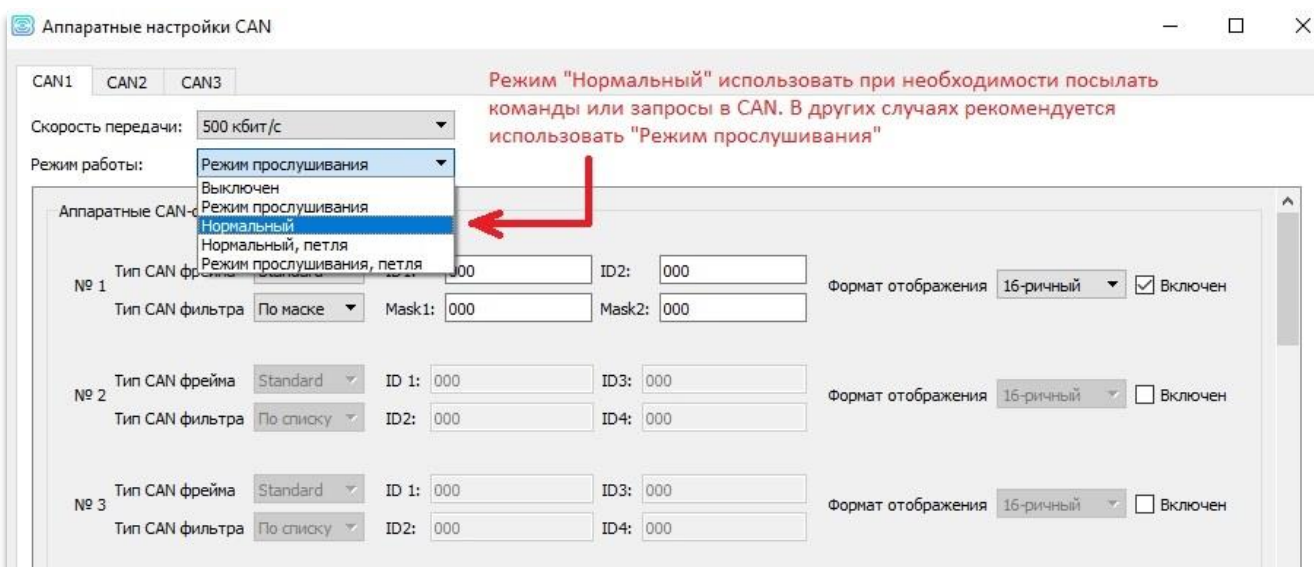 Аппаратные настройки CAN
CAN1 CAN2 CAN3
Режим "Нормальный" использовать при необходимости посылать
команды или запросы в CAN. В других случаях рекомендуется
использовать "Режим прослушивания"
Скорость передачи: 500 кбит/с
Режим работы: Режим прослушивания
Выключен
Аппаратные CAN- Режим прослушивания
Нормальный
Нормальный, петля
Режим прослушивания, петля
№ 1 Тип CAN фрейма 000 ID2: 000
Формат отображения 16-ричный Включен
Тип CAN фильтра По маске Mask1: 000 Mask2: 000
Тип CAN фрейма Standard ID 1: 000 ID3: 000
№ 2 Формат отображения 16-ричный Включен
Тип CAN фильтра По списку ID2: 000 ID4: 000
Тип CAN фрейма Standard ID 1: 000 ID3: 000
№ 3 Формат отображения 16-ричный Включен
Тип CAN фильтра По списку ID2: 000 ID4: 000